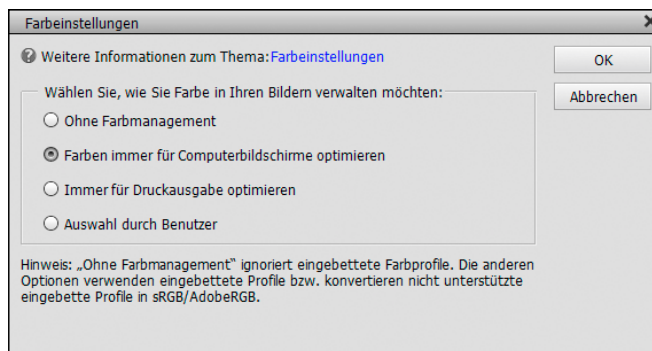 Farbeinstellungen
Weitere Informationen zum Thema: Farbeinstellungen
OK
Abbrechen
Wählen Sie, wie Sie Farbe in Ihren Bildern verwalten möchten:
Ohne Farbmanagement
Farben immer für Computerbildschirme optimieren
Immer für Druckausgabe optimieren
Auswahl durch Benutzer
Hinweis: „Ohne Farbmanagement“ ignoriert eingebettete Farbprofile. Die anderen
Optionen verwenden eingebettete Profile bzw. konvertieren nicht unterstützte
eingebette Profile in sRGB/AdobeRGB.